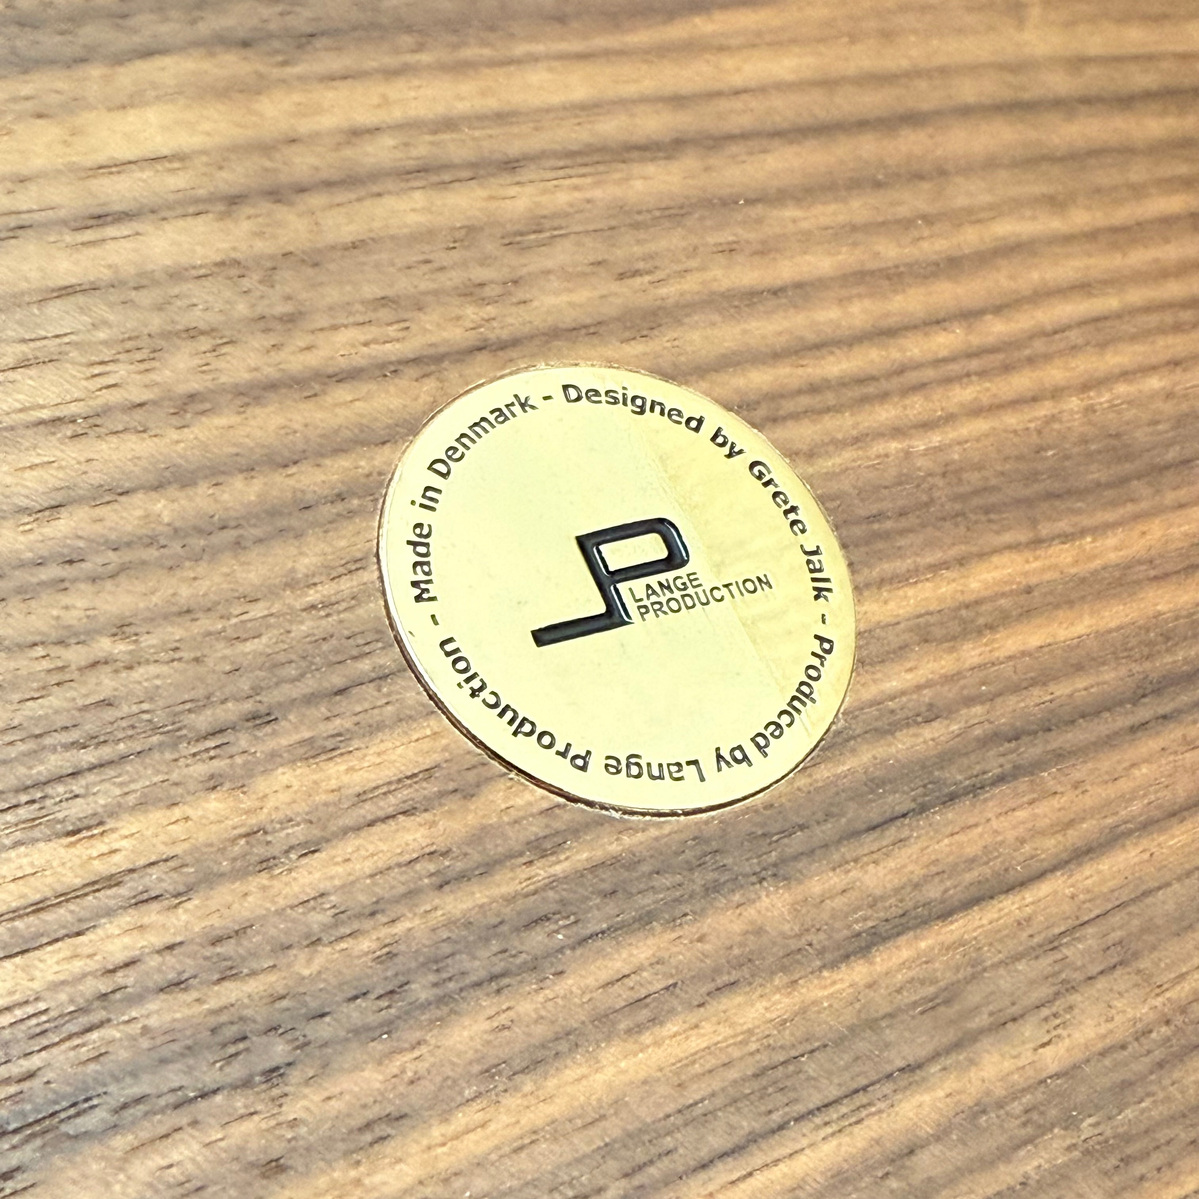 Made in Denmark - Designed by Grete Jalk - Produced by Lange Production -
LANGE
PRODUCTION